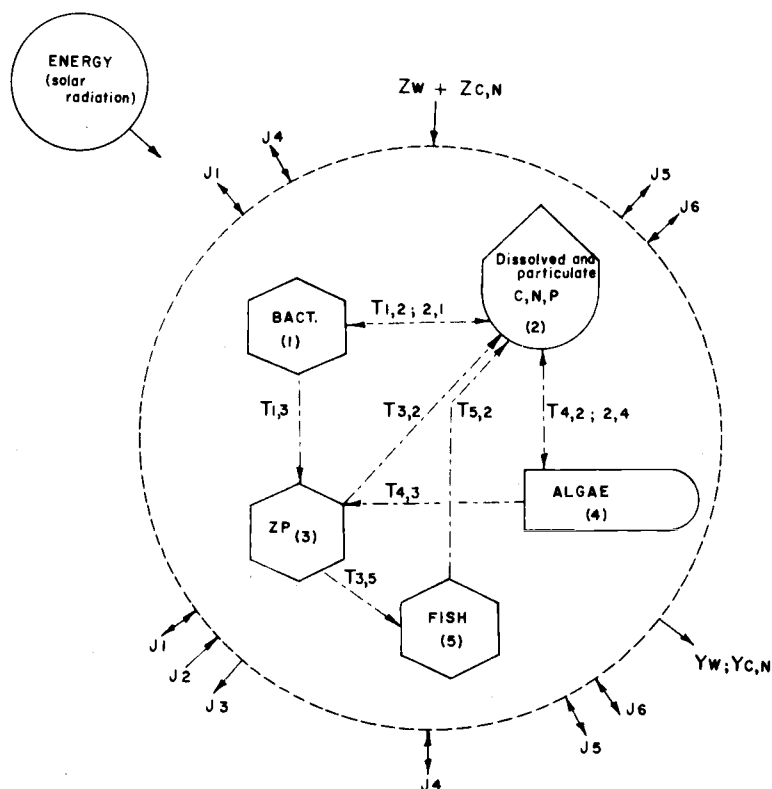 ENERGY
(solar
radiation)
ZW + ZC,N
J4
J1
J5
J6
Dissolved and
particulate
C,N,P
(2)
BACT.
(1)
T1,2 ; 2,1
T1,3
T3,2
T5,2
T4,2 ; 2,4
ZP (3)
T4,3
ALGAE
(4)
T3,5
FISH
(5)
J1
J2
J3
J4
J5
J6
YW;YC,N